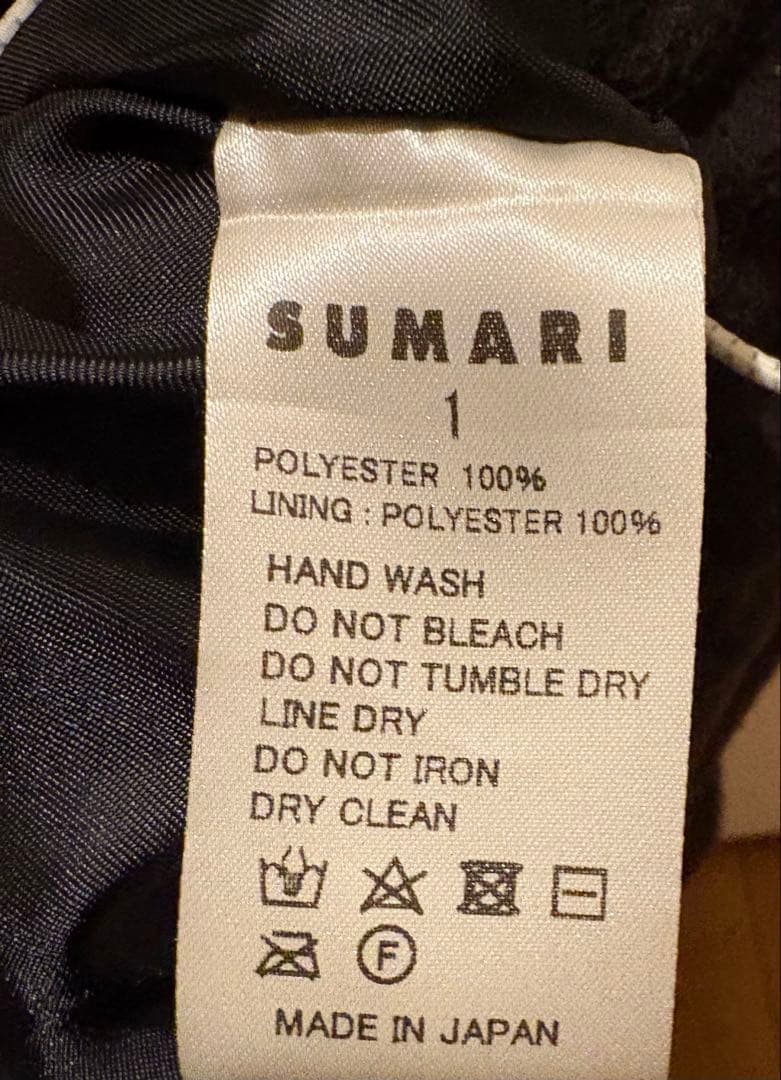 SUMARI
1
POLYESTER 100%
LINING : POLYESTER 100%
HAND WASH
DO NOT BLEACH
DO NOT TUMBLE DRY
LINE DRY
DO NOT IRON
DRY CLEAN
F
MADE IN JAPAN